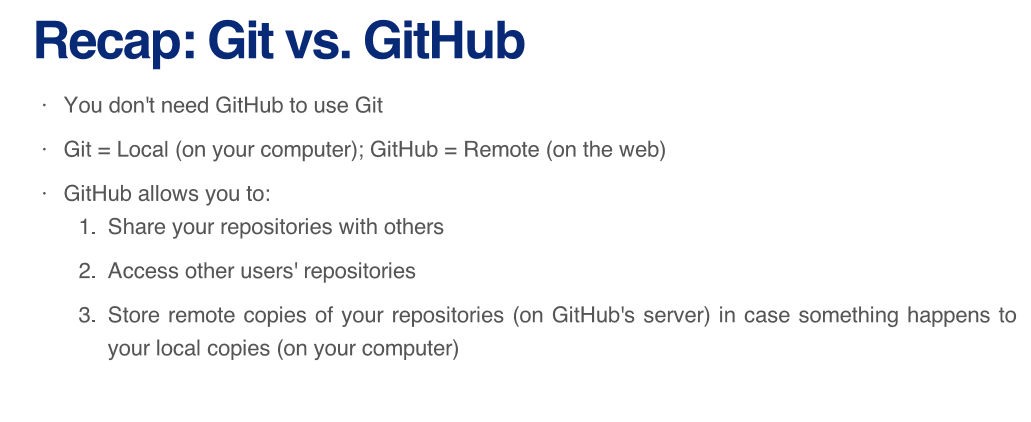 Recap: Git vs. GitHub
· You don't need GitHub to use Git
· Git = Local (on your computer); GitHub = Remote (on the web)
· GitHub allows you to:
1. Share your repositories with others
2. Access other users' repositories
3. Store remote copies of your repositories (on GitHub's server) in case something happens to
your local copies (on your computer)